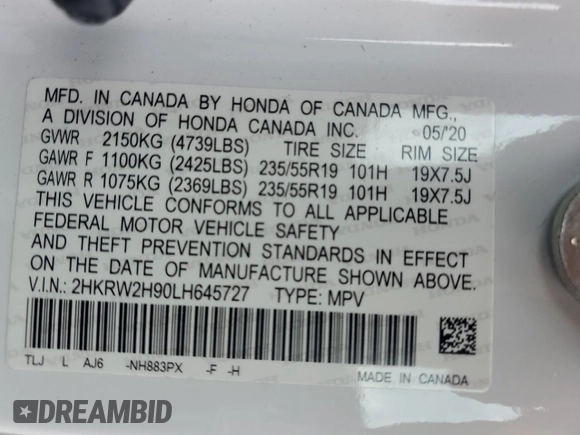 MFD. IN CANADA BY HONDA OF CANADA MFG.,
A DIVISION OF HONDA CANADA INC. 05/'20
GVWR 2150KG (4739LBS) TIRE SIZE RIM SIZE
GAWR F 1100KG (2425LBS) 235/55R19 101H 19X7.5J
GAWR R 1075KG (2369LBS) 235/55R19 101H 19X7.5J
THIS VEHICLE CONFORMS TO ALL APPLICABLE
FEDERAL MOTOR VEHICLE SAFETY
AND THEFT PREVENTION STANDARDS IN EFFECT
ON THE DATE OF MANUFACTURE SHOWN ABOVE.
V.I.N.: 2HKRW2H90LH645727 TYPE: MPV
TLJ L AJ6 -NH883PX -F -H
MADE IN CANADA
DREAMBID